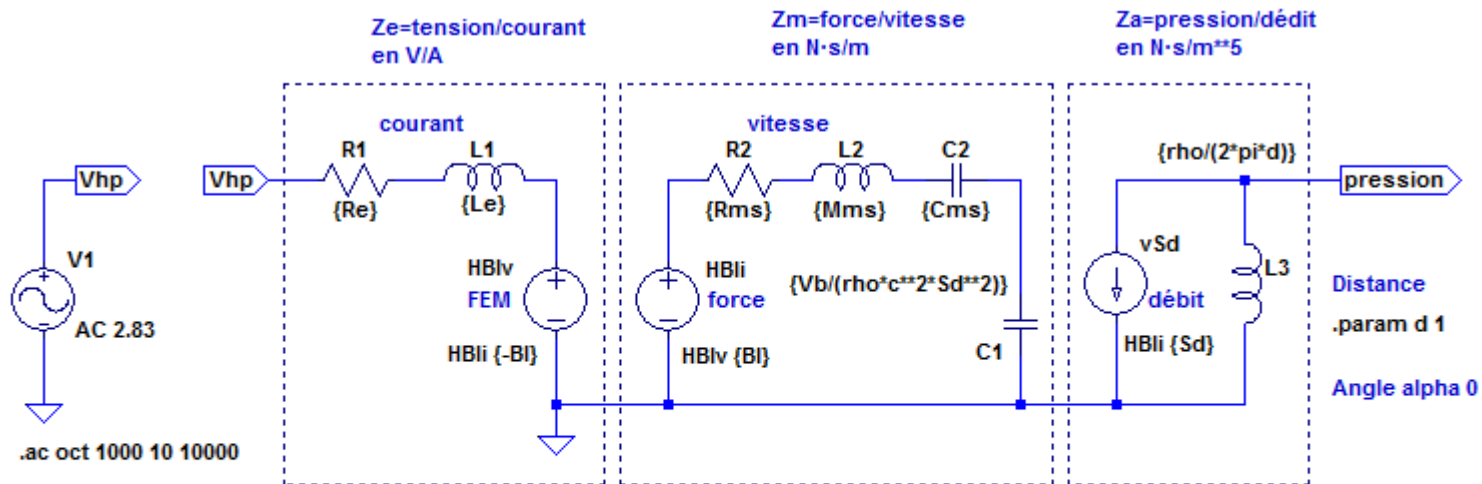 Ze=tension/courant
en V/A
Zm=force/vitesse
en N·s/m
Za=pression/dédit
en N·s/m**5
courant
vitesse
R1
L1
R2
L2
C2
{rho/(2*pi*d)}
Vhp
Vhp
pression
{Re}
{Le}
{Rms}
{Mms}
{Cms}
V1
HBlv
FEM
HBli
force
{Vb/(rho*c**2*Sd**2)}
vSd
débit
L3
Distance
.param d 1
AC 2.83
HBli {-Bl}
HBlv {Bl}
C1
HBli {Sd}
Angle alpha 0
.ac oct 1000 10 10000